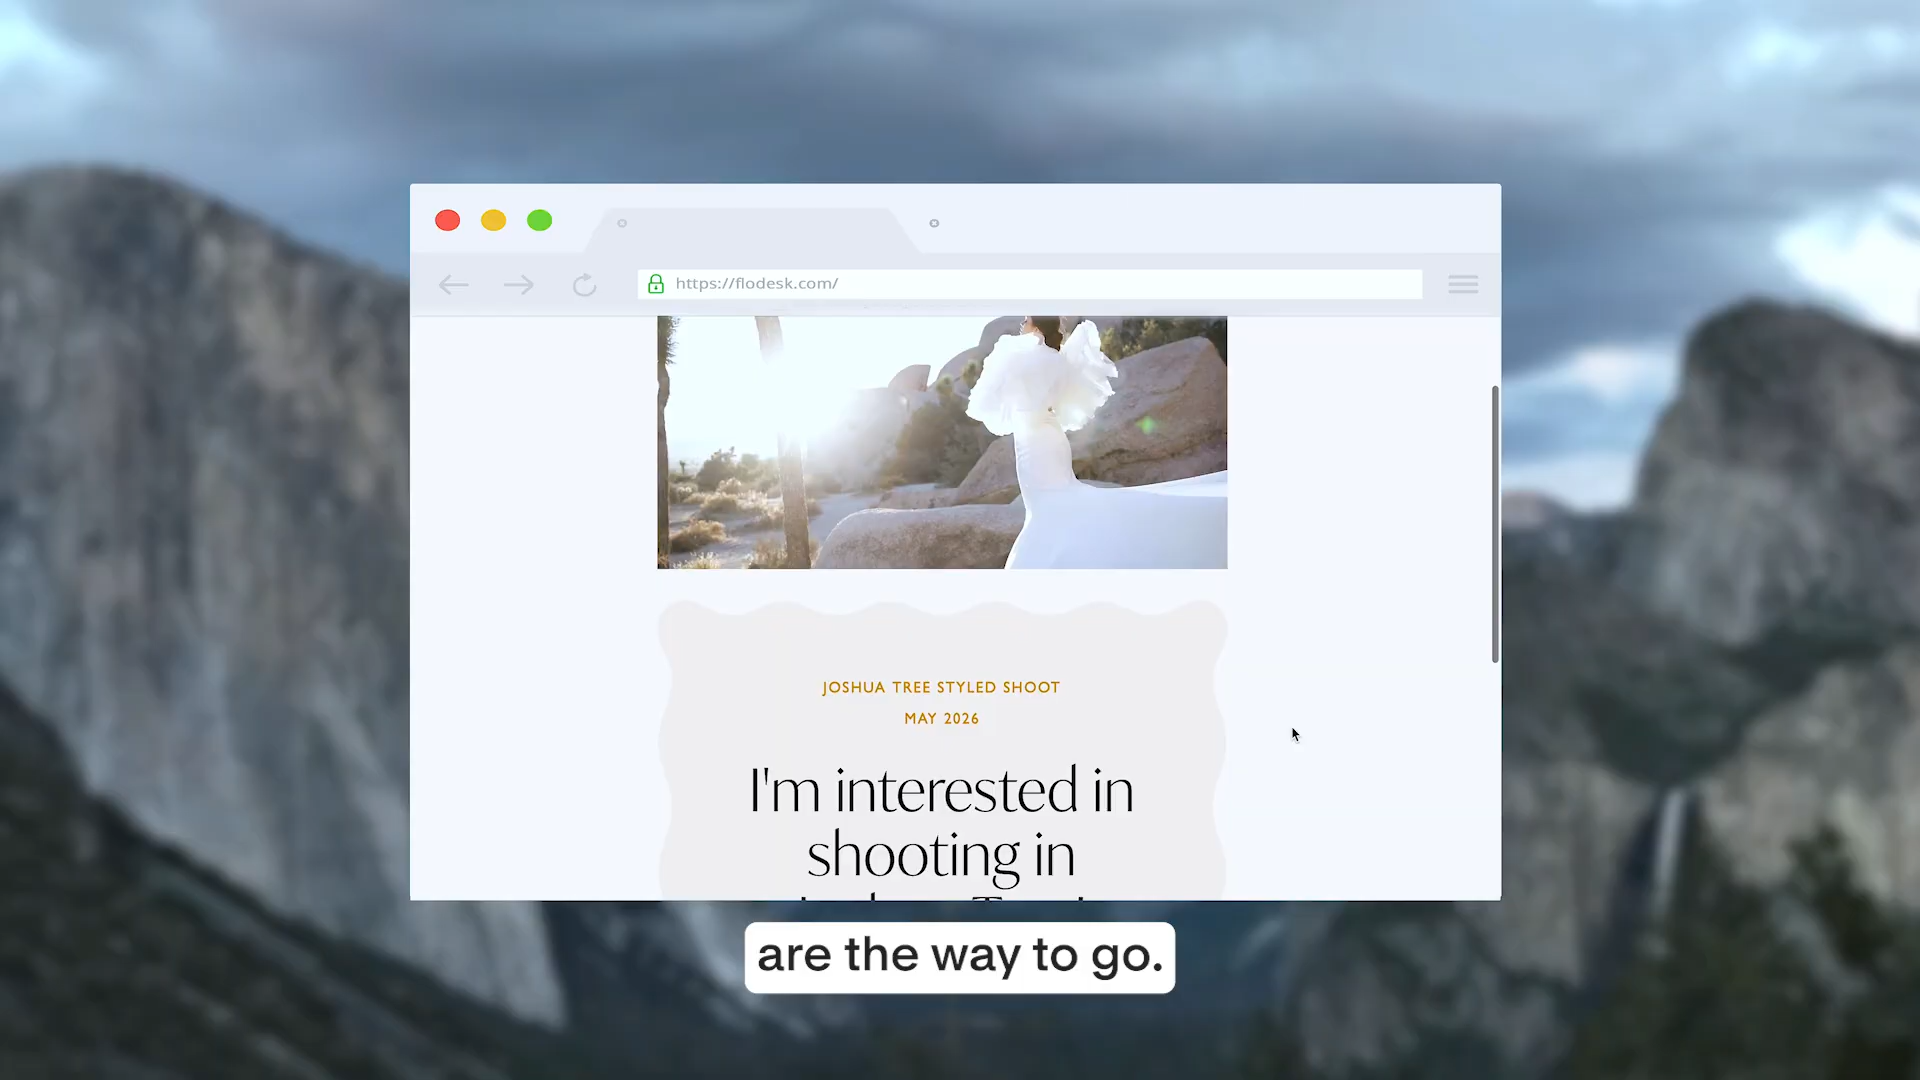 https://flodesk.com/
JOSHUA TREE STYLED SHOOT
MAY 2026
I'm interested in
shooting in
are the way to go.